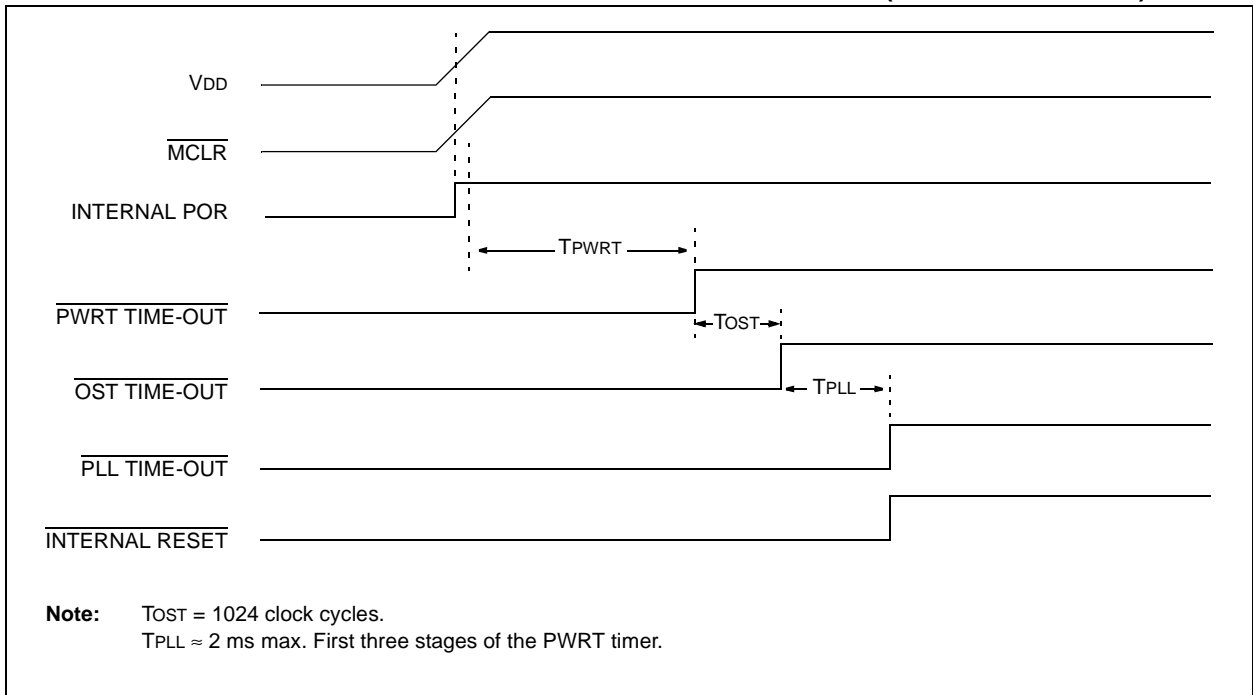 VDD
MCLR
INTERNAL POR
TPWRT
PWRT TIME-OUT
TOST
OST TIME-OUT
TPLL
PLL TIME-OUT
INTERNAL RESET
Note: TOST = 1024 clock cycles.
TPLL ≈ 2 ms max. First three stages of the PWRT timer.